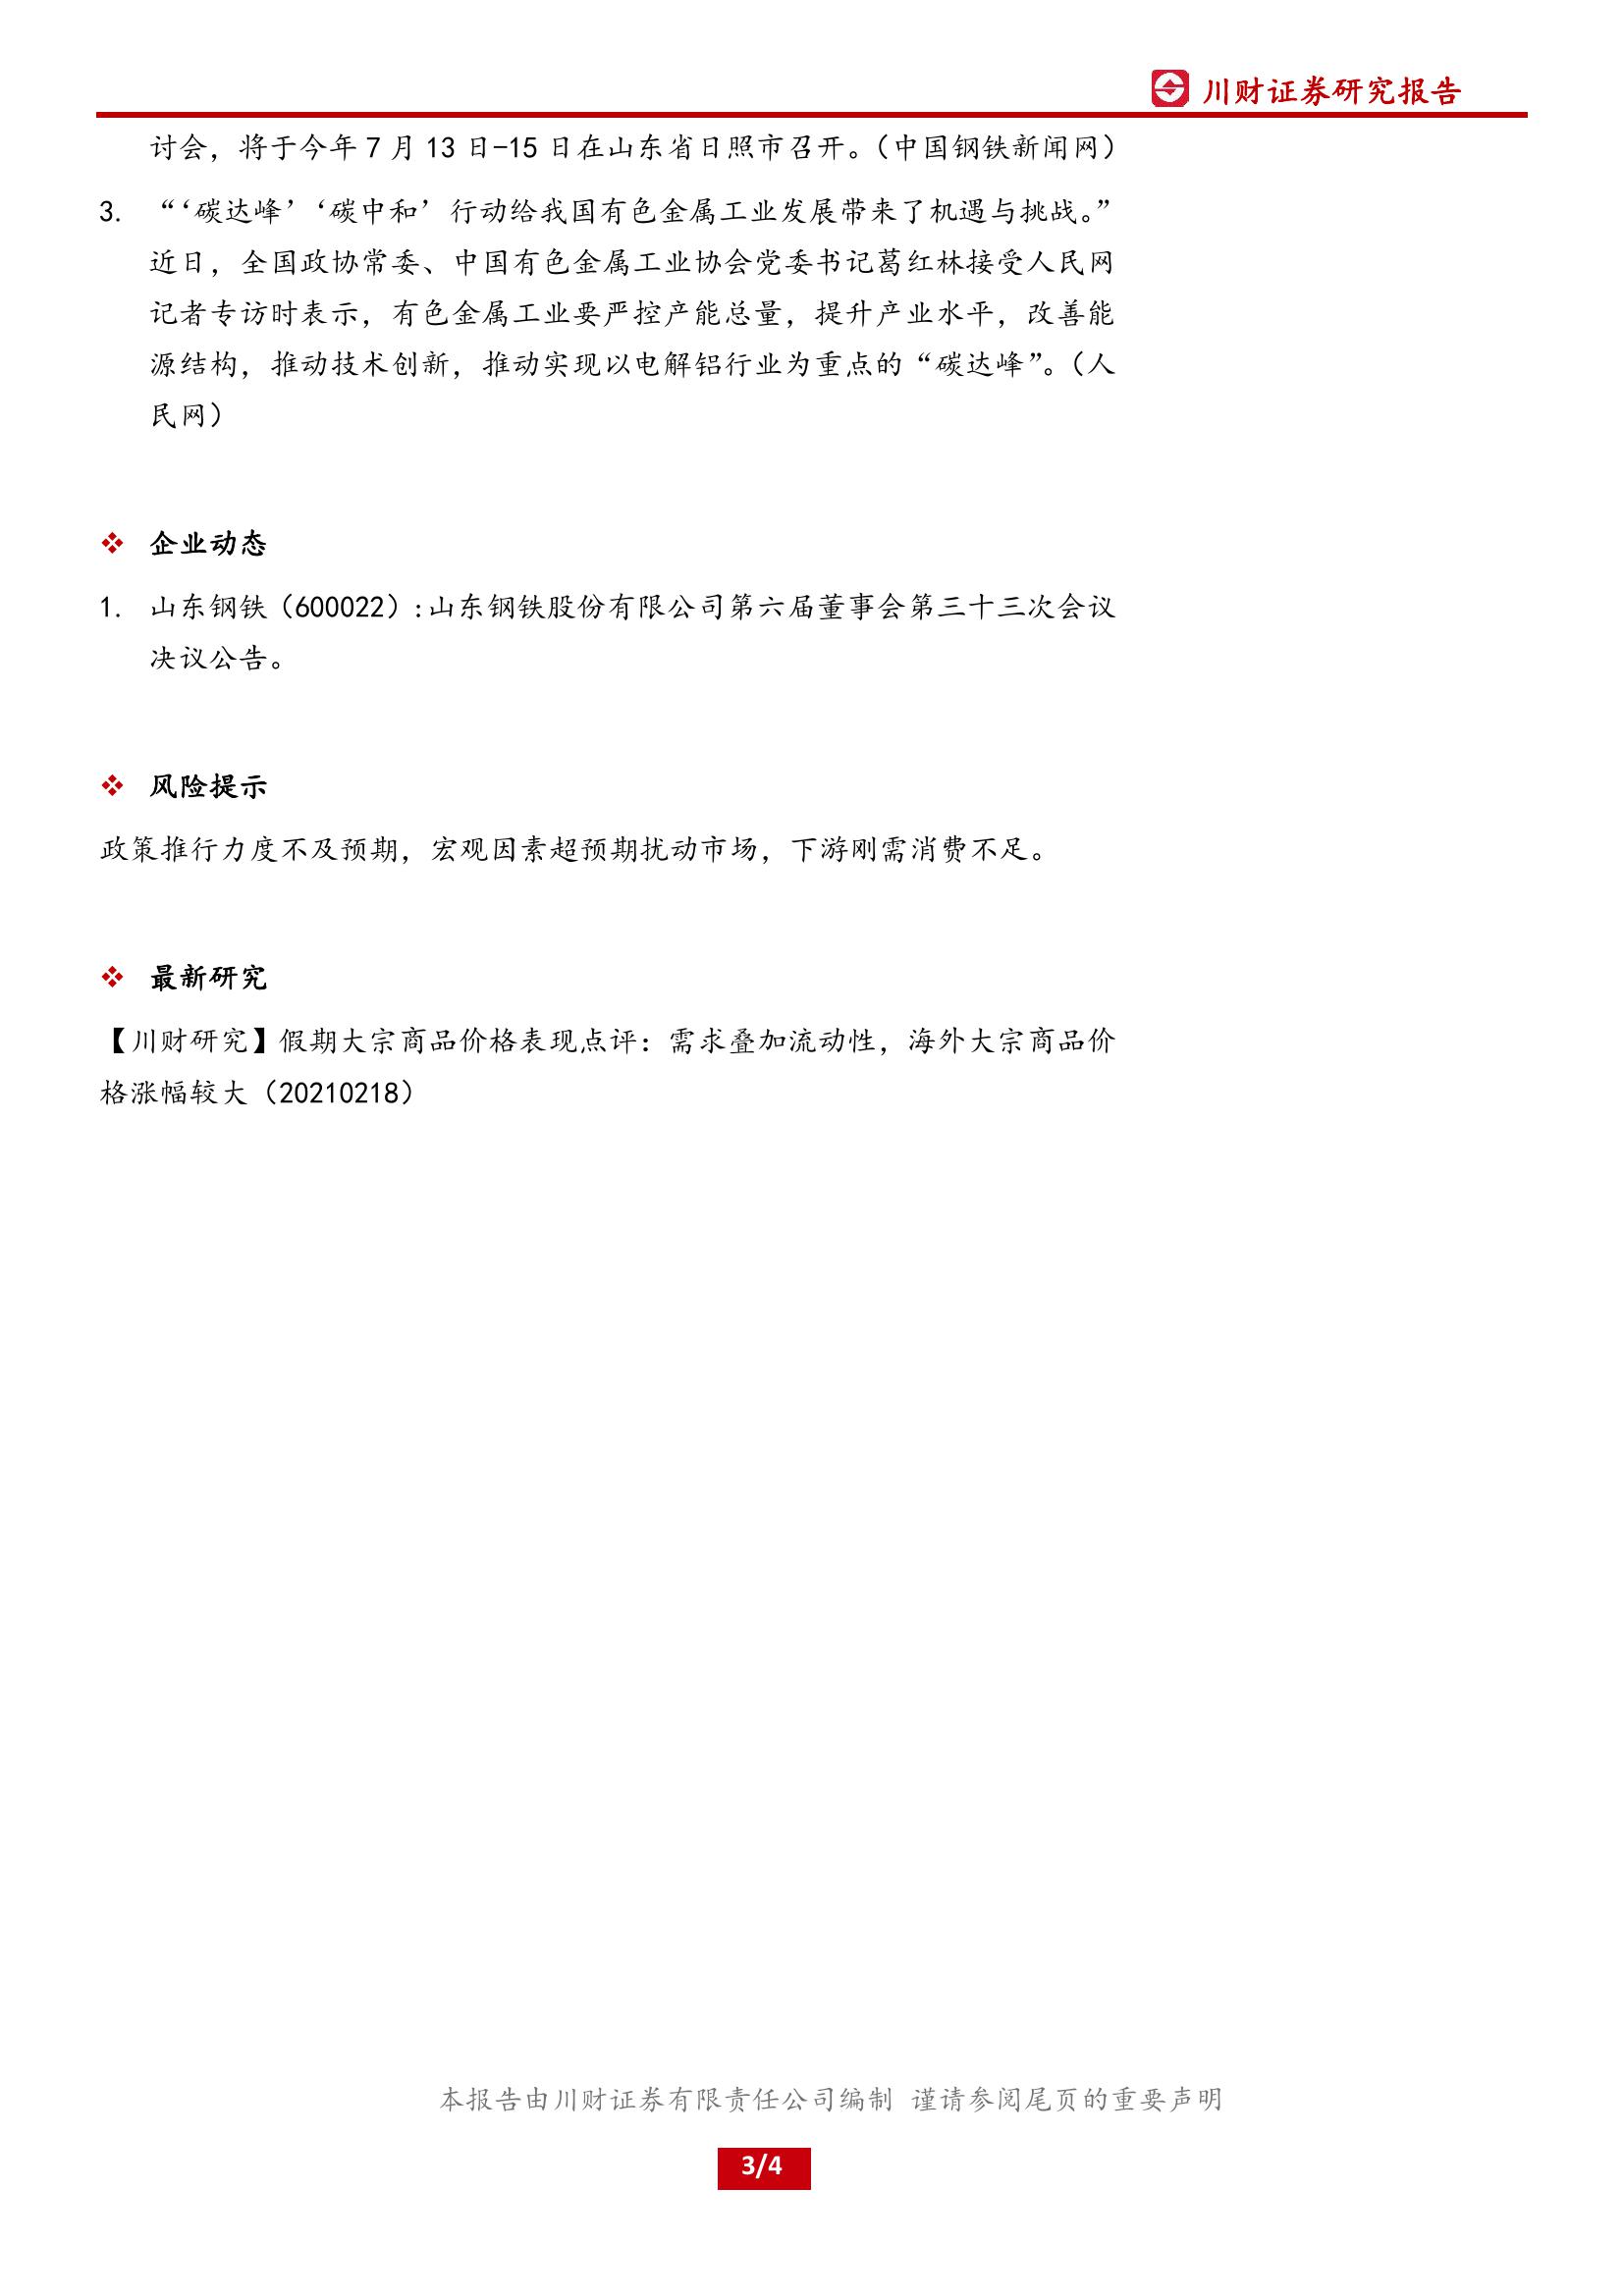 川财证券研究报告
讨会，将于今年 7 月 13 日-15 日在山东省日照市召开。（中国钢铁新闻网）
3. “‘碳达峰’‘碳中和’行动给我国有色金属工业发展带来了机遇与挑战。”
近日，全国政协常委、中国有色金属工业协会党委书记葛红林接受人民网
记者专访时表示，有色金属工业要严控产能总量，提升产业水平，改善能
源结构，推动技术创新，推动实现以电解铝行业为重点的“碳达峰”。（人
民网）
❖ 企业动态
1. 山东钢铁（600022）:山东钢铁股份有限公司第六届董事会第三十三次会议
决议公告。
❖ 风险提示
政策推行力度不及预期，宏观因素超预期扰动市场，下游刚需消费不足。
❖ 最新研究
【川财研究】假期大宗商品价格表现点评：需求叠加流动性，海外大宗商品价
格涨幅较大（20210218）
本报告由川财证券有限责任公司编制 谨请参阅尾页的重要声明
3/4